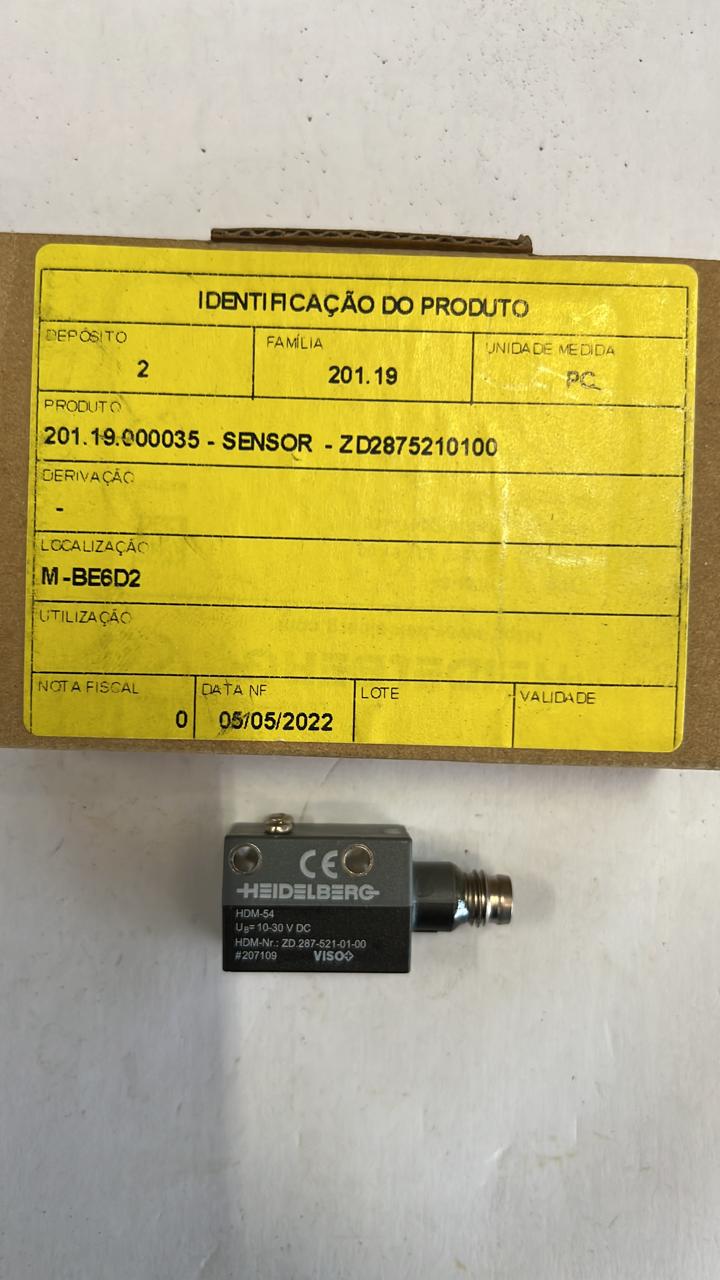 IDENTIFICAÇÃO DO PRODUTO
DEPÓSITO
FAMÍLIA
UNIDADE MEDIDA
2
201.19
PC
PRODUTO
201.19.000035 - SENSOR - ZD2875210100
DERIVAÇÃO
-
LOCALIZAÇÃO
M-BE6D2
UTILIZAÇÃO
NOTA FISCAL
DATA NF
LOTE
VALIDADE
0
05/05/2022
CE
HEIDELBERG
HDM-54
UB= 10-30 V DC
HDM-Nr.: ZD.287-521-01-00
#207109 VISO+